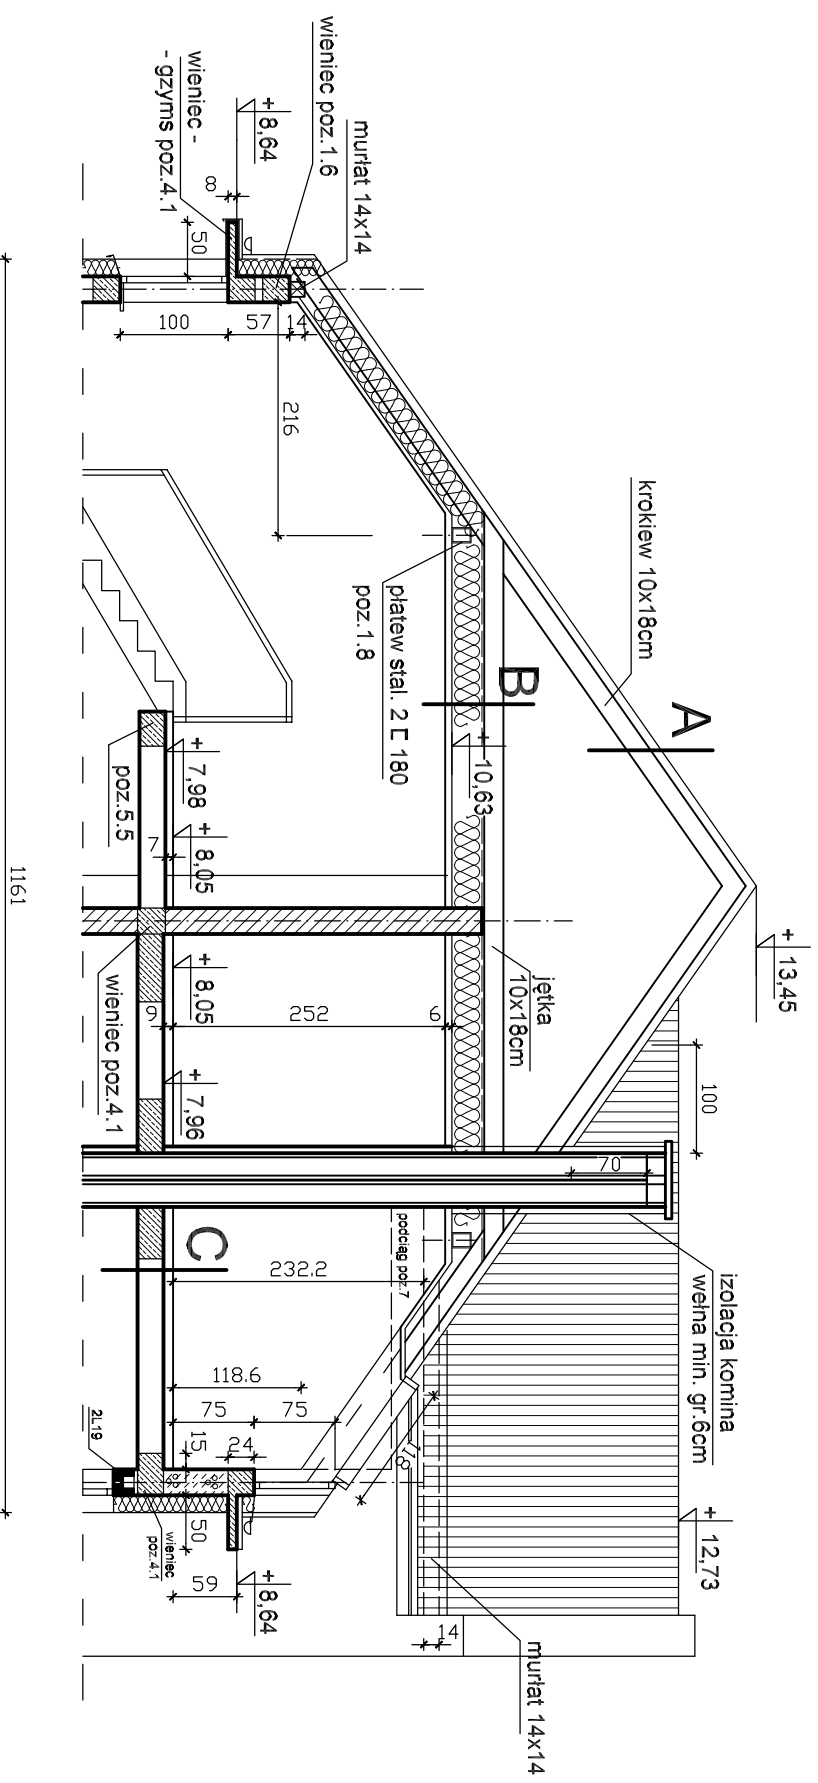 wieniec -
- gzyms poz.4.1
+ 8,64
wieniec poz.1.6
murłat 14x14
krokiew 10x18cm
A
+ 13,45
B
płatew stal. 2 [ 180
poz.1.8
+ 10,63
jętka
10x18cm
100
70
izolacja komina
wełna min. gr.6cm
+ 12,73
murłat 14x14
14
8
50
100
57
14
216
poz.5.5
+ 7,98
7
+ 8,05
+ 8,05
9
252
6
wieniec poz.4.1
+ 7,96
C
232.2
podciąg poz.7
118.6
75
75
118
15
24
2L19
50
wieniec
poz.4.1
59
+ 8,64
1161